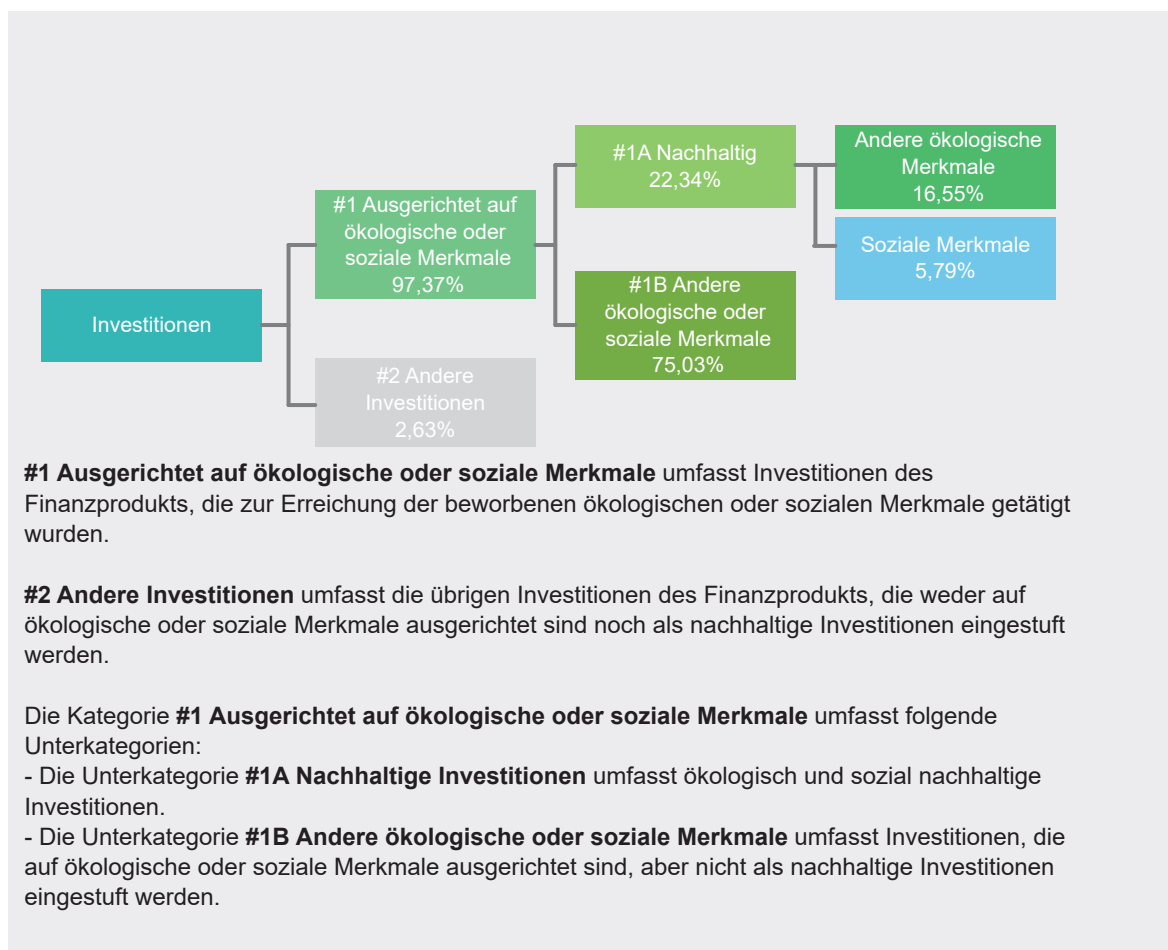 Investitionen
#1 Ausgerichtet auf
ökologische oder
soziale Merkmale
97,37%
#2 Andere
Investitionen
2,63%
#1A Nachhaltig
22,34%
#1B Andere
ökologische oder
soziale Merkmale
75,03%
Andere ökologische
Merkmale
16,55%
Soziale Merkmale
5,79%
#1 Ausgerichtet auf ökologische oder soziale Merkmale umfasst Investitionen des
Finanzprodukts, die zur Erreichung der beworbenen ökologischen oder sozialen Merkmale getätigt
wurden.
#2 Andere Investitionen umfasst die übrigen Investitionen des Finanzprodukts, die weder auf
ökologische oder soziale Merkmale ausgerichtet sind noch als nachhaltige Investitionen eingestuft
werden.
Die Kategorie #1 Ausgerichtet auf ökologische oder soziale Merkmale umfasst folgende
Unterkategorien:
- Die Unterkategorie #1A Nachhaltige Investitionen umfasst ökologisch und sozial nachhaltige
Investitionen.
- Die Unterkategorie #1B Andere ökologische oder soziale Merkmale umfasst Investitionen, die
auf ökologische oder soziale Merkmale ausgerichtet sind, aber nicht als nachhaltige Investitionen
eingestuft werden.